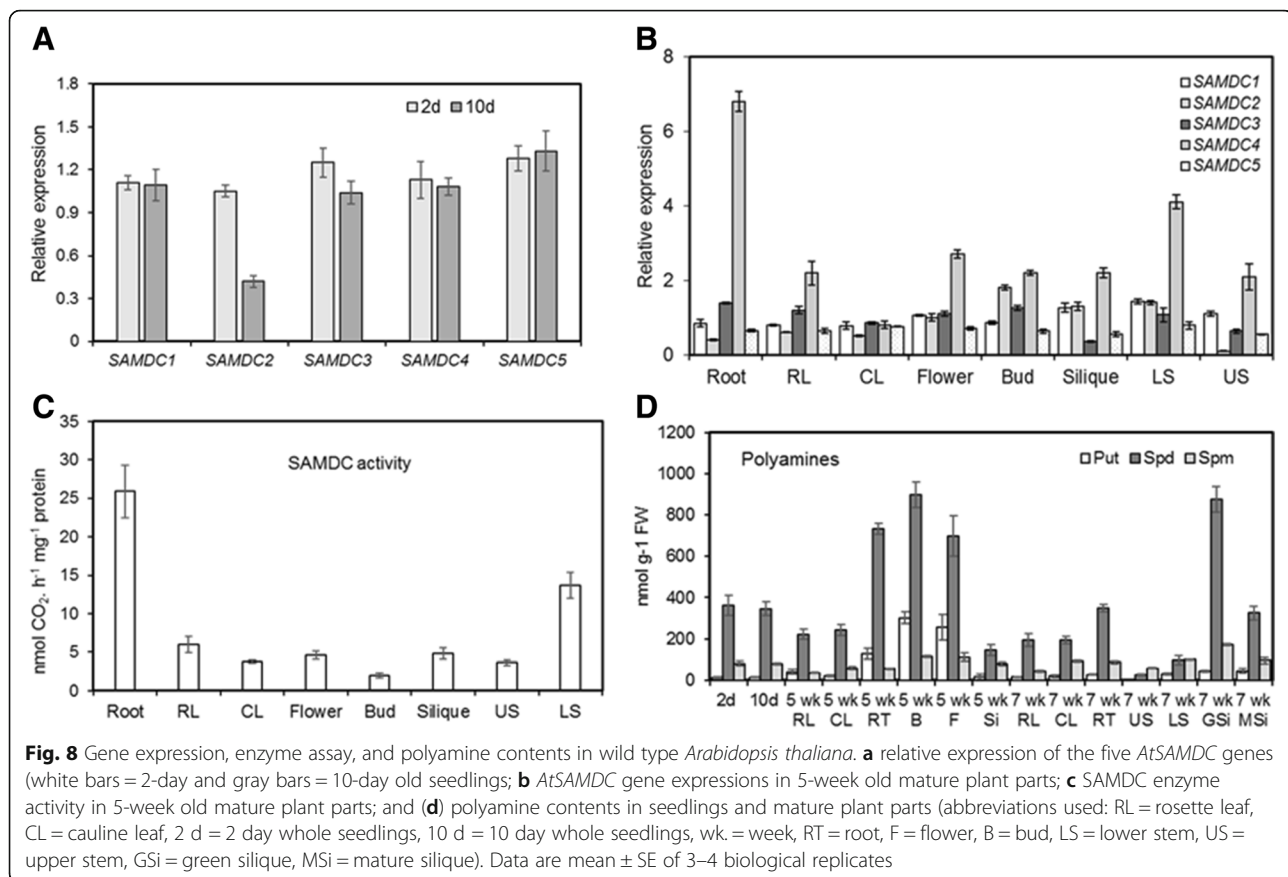 A
Relative expression
1.8
1.5
1.2
0.9
0.6
0.3
0
2d 10d
SAMDC1 SAMDC2 SAMDC3 SAMDC4 SAMDC5
B
Relative expression
8
6
4
2
0
SAMDC1
SAMDC2
SAMDC3
SAMDC4
SAMDC5
Root RL CL Flower Bud Silique LS US
C
nmol CO₂. h⁻¹ mg⁻¹ protein
35
30
25
20
15
10
5
0
SAMDC activity
Root RL CL Flower Bud Silique US LS
D
nmol g-1 FW
1200
1000
800
600
400
200
0
Polyamines
Put Spd Spm
2d 10d 5 wk 5 wk 5 wk 5 wk 5 wk 5 wk 7 wk 7 wk 7 wk 7 wk 7 wk 7 wk 7 wk
RL CL RT B F Si RL CL RT US LS GSi MSi
Fig. 8 Gene expression, enzyme assay, and polyamine contents in wild type Arabidopsis thaliana. a relative expression of the five AtSAMDC genes
(white bars = 2-day and gray bars = 10-day old seedlings; b AtSAMDC gene expressions in 5-week old mature plant parts; c SAMDC enzyme
activity in 5-week old mature plant parts; and (d) polyamine contents in seedlings and mature plant parts (abbreviations used: RL = rosette leaf,
CL = cauline leaf, 2 d = 2 day whole seedlings, 10 d = 10 day whole seedlings, wk. = week, RT = root, F = flower, B = bud, LS = lower stem, US =
upper stem, GSi = green silique, MSi = mature silique). Data are mean ± SE of 3–4 biological replicates